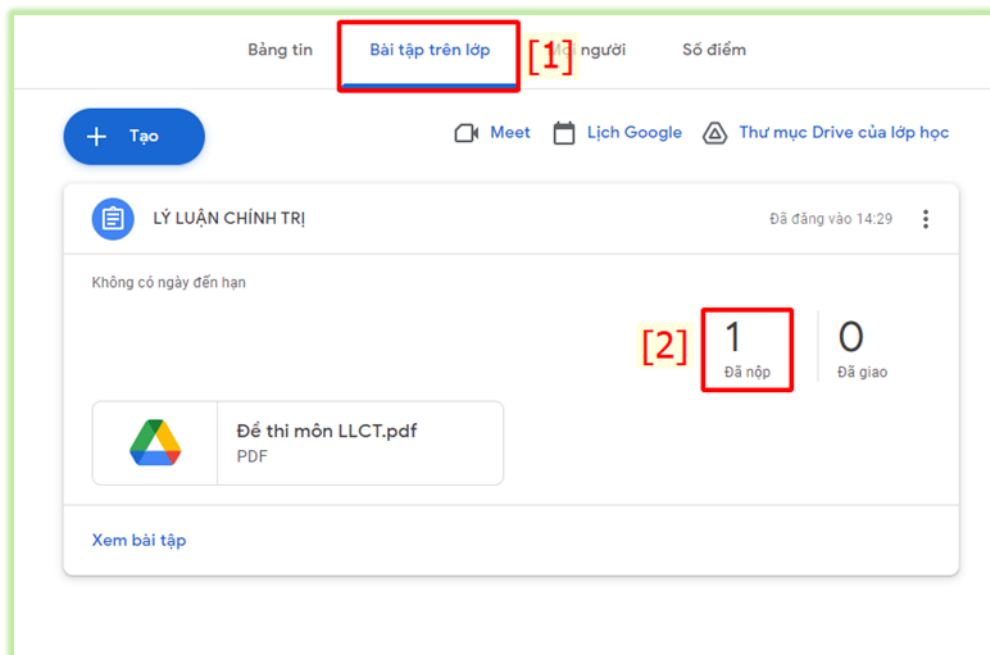 Bảng tin Bài tập trên lớp [1] người Số điểm
+ Tạo Meet Lịch Google Thư mục Drive của lớp học
LÝ LUẬN CHÍNH TRỊ Đã đăng vào 14:29
Không có ngày đến hạn
[2] 1 0
Đã nộp Đã giao
Đề thi môn LLCT.pdf
PDF
Xem bài tập